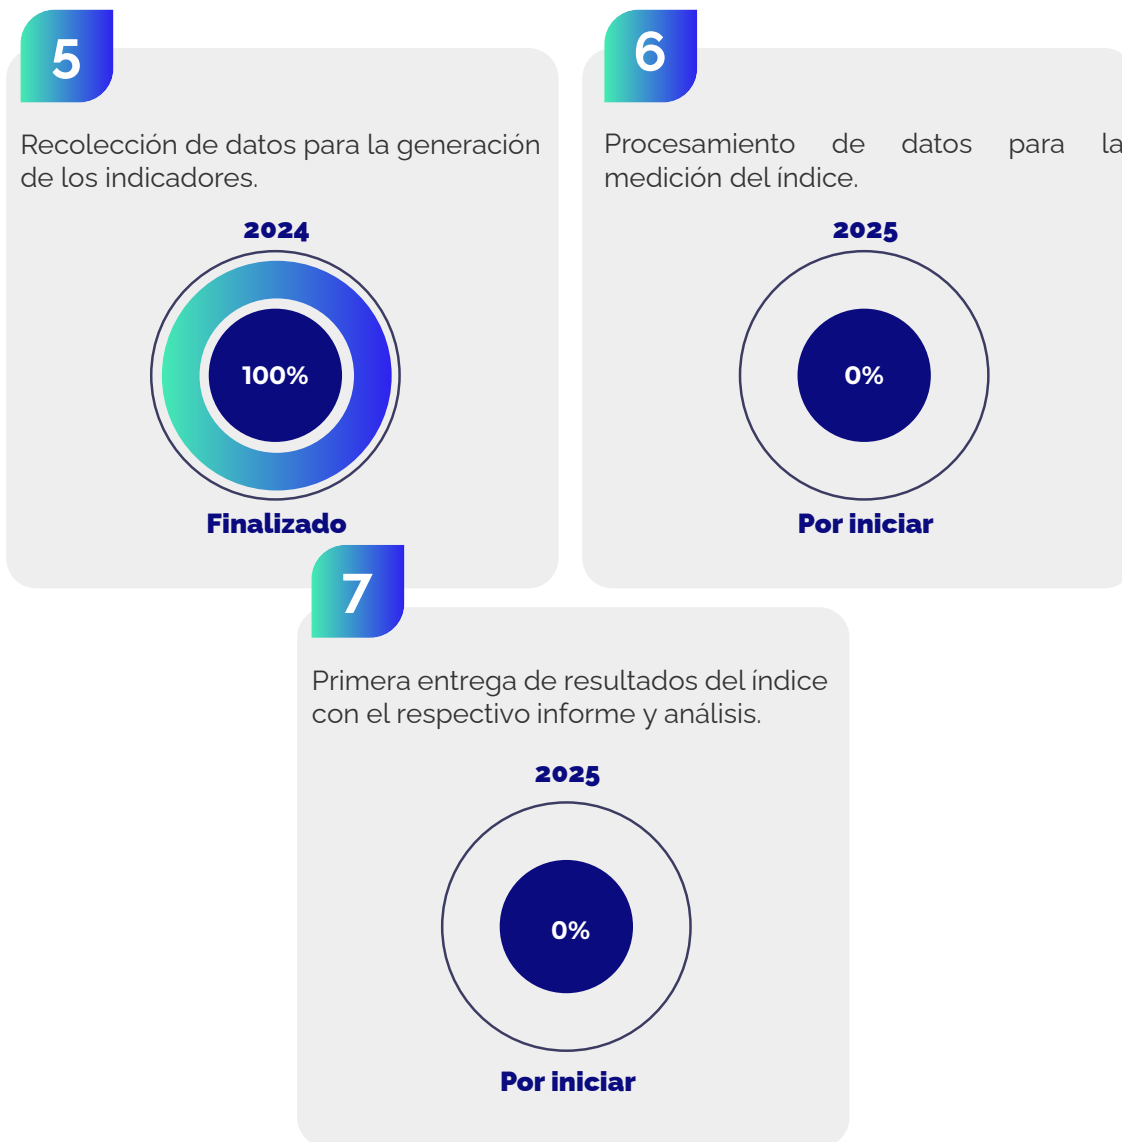 5
Recolección de datos para la generación
de los indicadores.
2024
100%
Finalizado
6
Procesamiento de datos para la
medición del índice.
2025
0%
Por iniciar
7
Primera entrega de resultados del índice
con el respectivo informe y análisis.
2025
0%
Por iniciar